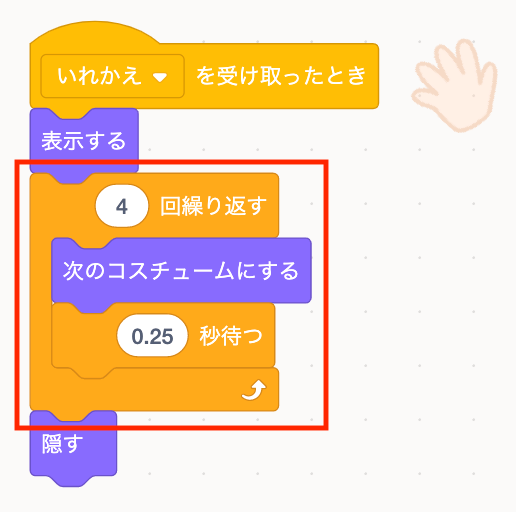 いれかえ を受け取ったとき
表示する
4 回繰り返す
次のコスチュームにする
0.25 秒待つ
隠す